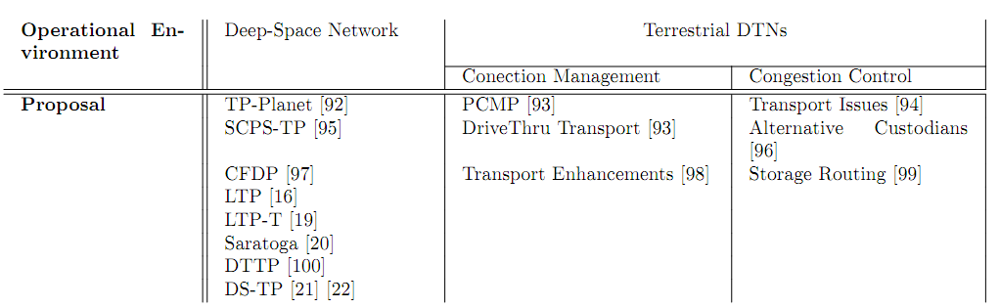 Operational En- Deep-Space Network Terrestrial DTNs
vironment
Conection Management Congestion Control
Proposal TP-Planet [92] PCMP [93] Transport Issues [94]
SCPS-TP [95] DriveThru Transport [93] Alternative Custodians
[96]
CFDP [97] Transport Enhancements [98] Storage Routing [99]
LTP [16]
LTP-T [19]
Saratoga [20]
DTTP [100]
DS-TP [21] [22]